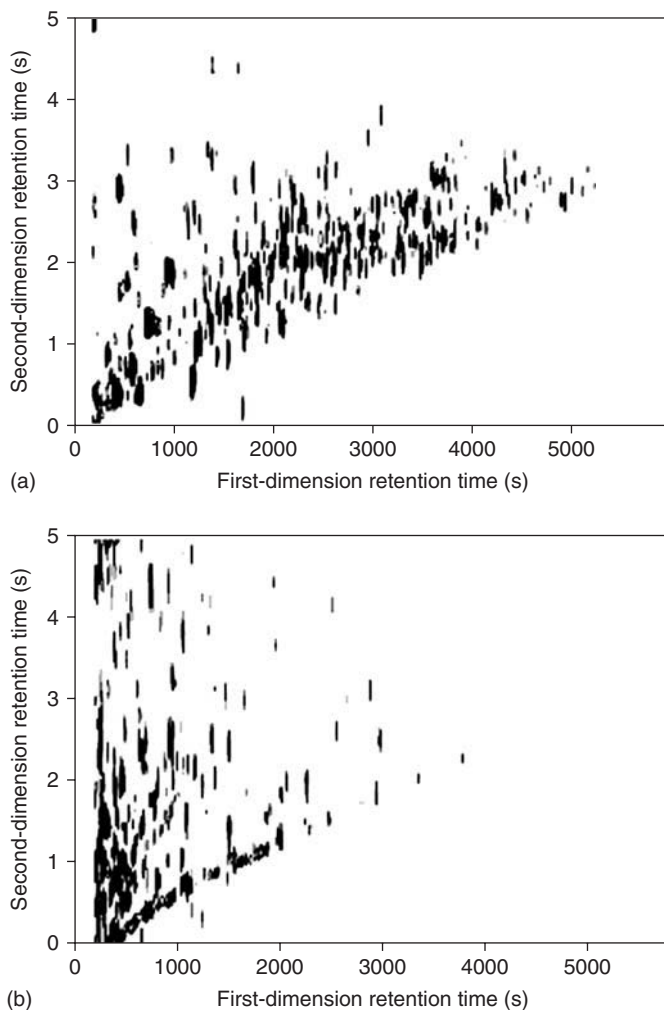 5
4
3
2
1
0
Second-dimension retention time (s)
0 1000 2000 3000 4000 5000
(a) First-dimension retention time (s)
5
4
3
2
1
0
Second-dimension retention time (s)
0 1000 2000 3000 4000 5000
(b) First-dimension retention time (s)